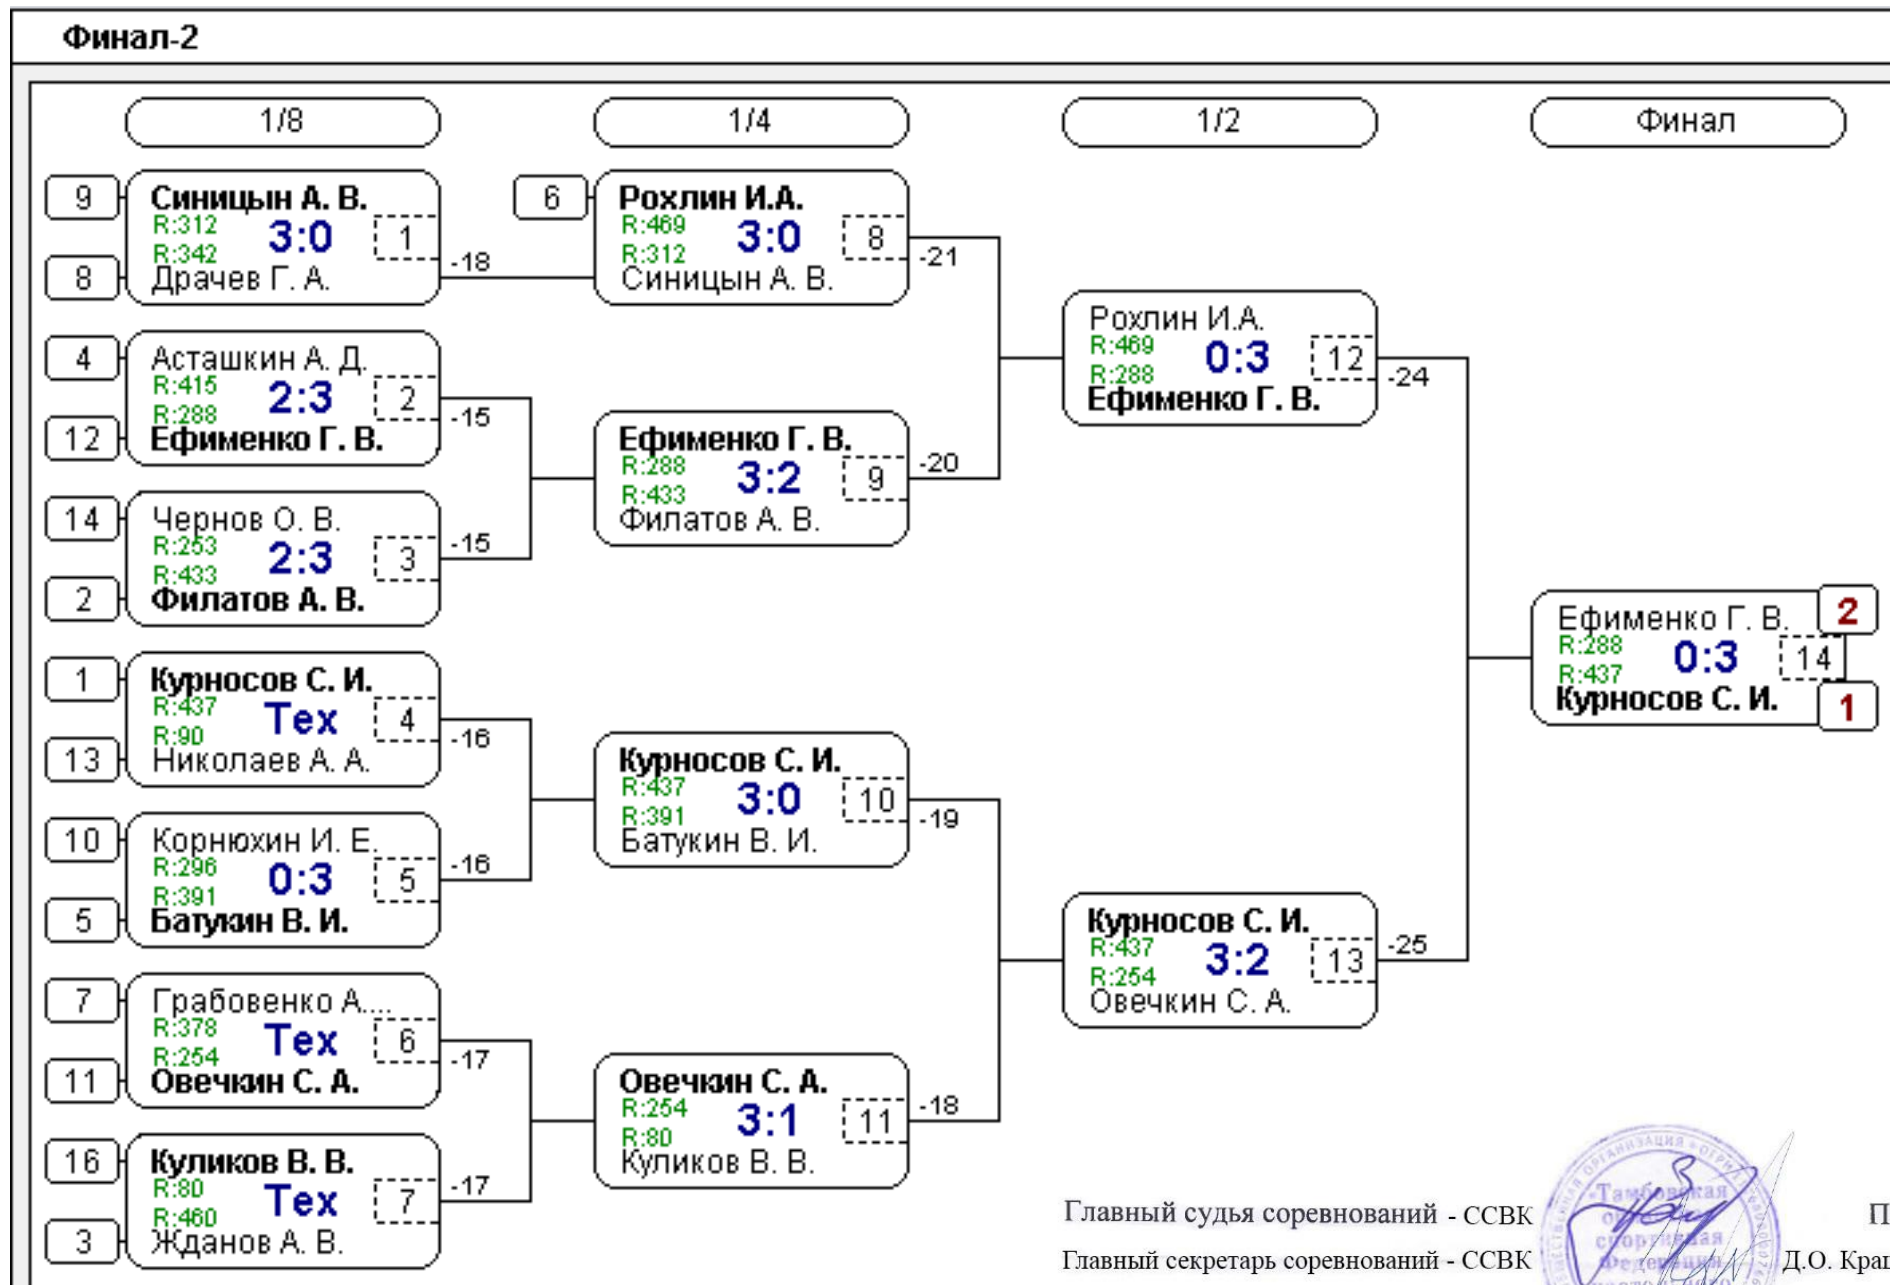 Финал-2
1/8
1/4
1/2
Финал
9
Синицын А. В.
R:312
3:0
1
R:342
8
Драчев Г. А.
-18
4
Асташкин А. Д.
R:415
2:3
2
R:288
12
Ефименко Г. В.
-15
14
Чернов О. В.
R:253
2:3
3
R:433
2
Филатов А. В.
-15
1
Курносов С. И.
R:437
Тех
4
R:90
13
Николаев А. А.
-16
10
Корнюхин И. Е.
R:296
0:3
5
R:391
5
Батукин В. И.
-16
7
Грабовенко А....
R:378
Тех
6
R:254
11
Овечкин С. А.
-17
16
Куликов В. В.
R:80
Тех
7
R:460
3
Жданов А. В.
-17
6
Рохлин И.А.
R:469
3:0
8
R:312
Синицын А. В.
-21
Ефименко Г. В.
R:288
3:2
9
R:433
Филатов А. В.
-20
Курносов С. И.
R:437
3:0
10
R:391
Батукин В. И.
-19
Овечкин С. А.
R:254
3:1
11
R:80
Куликов В. В.
-18
Рохлин И.А.
R:469
0:3
12
R:288
Ефименко Г. В.
-24
Курносов С. И.
R:437
3:2
13
R:254
Овечкин С. А.
-25
Ефименко Г. В.
2
R:288
0:3
14
R:437
Курносов С. И.
1
Главный судья соревнований - ССВК
П
Главный секретарь соревнований - ССВК
Д.О. Кращ
Тамбовская
спортивная